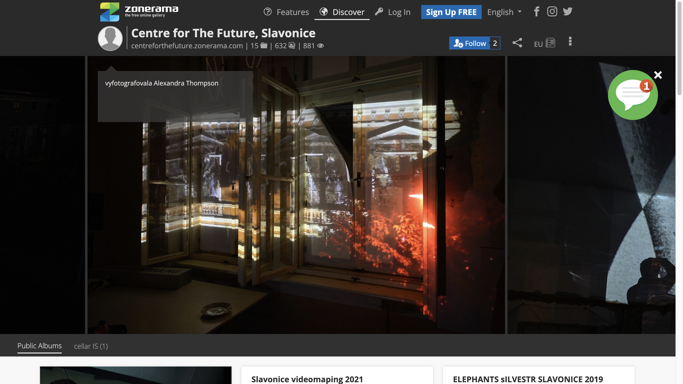 zonerama
the free online gallery
Features
Discover
Log In
Sign Up FREE
English
Centre for The Future, Slavonice
centreforthefuture.zonerama.com | 15 | 632 | 881
Follow 2
EU
vyfotografovala Alexandra Thompson
1
Public Albums
cellar IS (1)
Slavonice videomaping 2021
ELEPHANTS sILVESTR SLAVONICE 2019